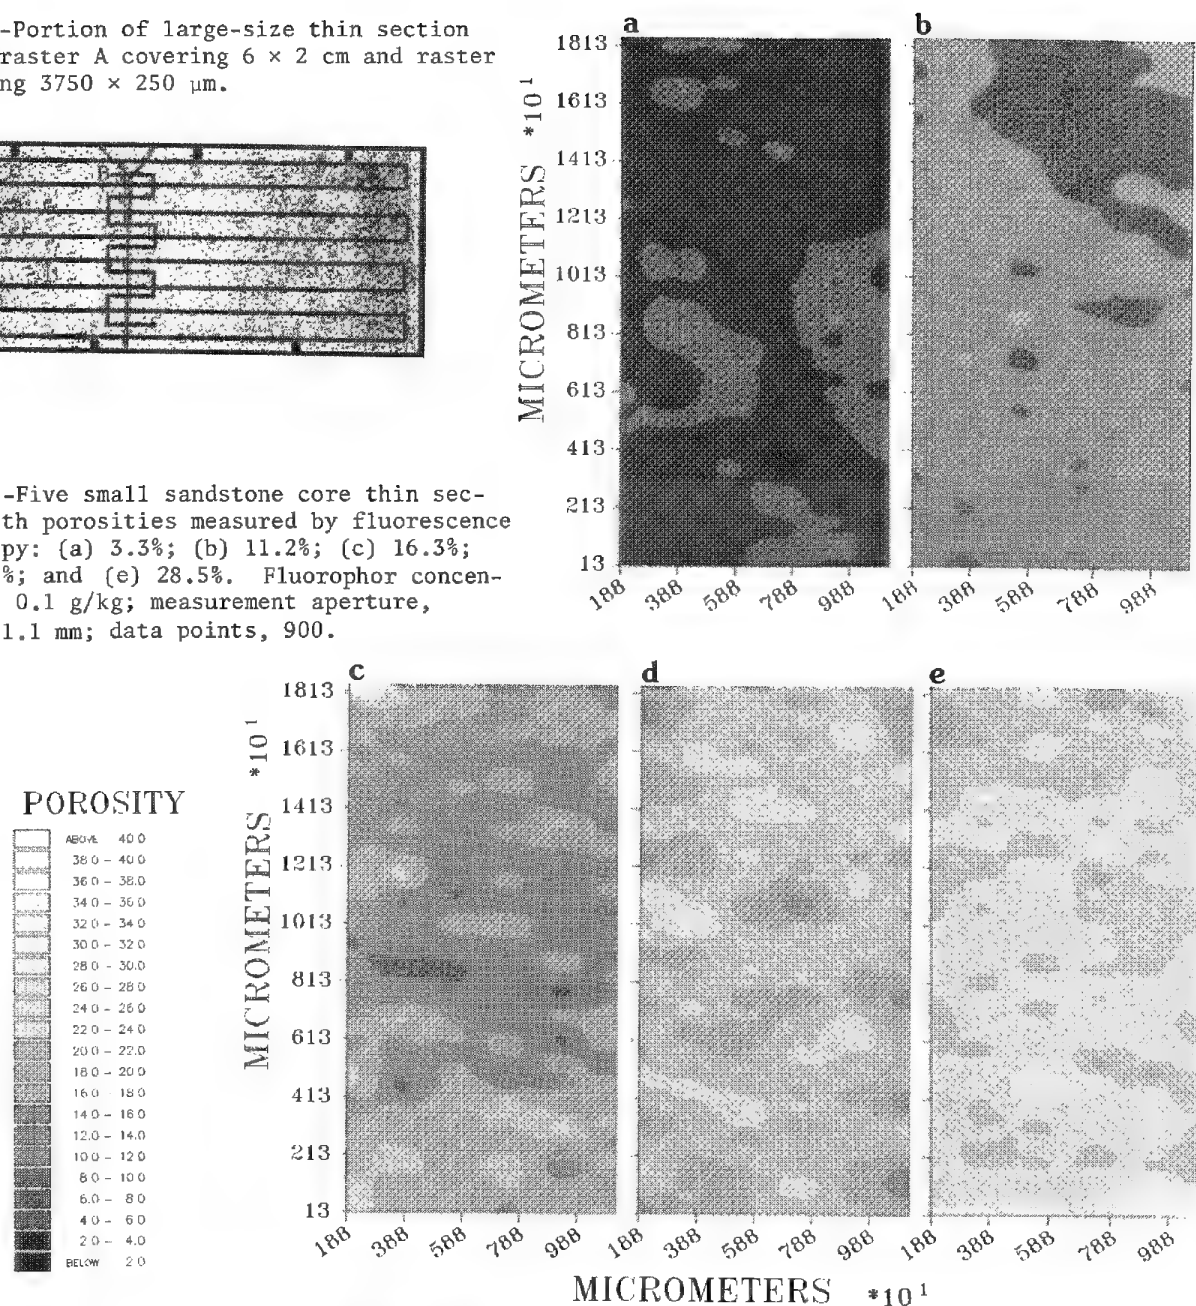 -Portion of large-size thin section
raster A covering 6 × 2 cm and raster
ng 3750 × 250 µm.
-Five small sandstone core thin sec-
th porosities measured by fluorescence
py: (a) 3.3%; (b) 11.2%; (c) 16.3%;
%; and (e) 28.5%. Fluorophor concen-
0.1 g/kg; measurement aperture,
1.1 mm; data points, 900.
a
b
MICROMETERS *10¹
1813
1613
1413
1213
1013
813
613
413
213
13
188 388 588 788 988
188 388 588 788 988
c
d
e
MICROMETERS *10¹
1813
1613
1413
1213
1013
813
613
413
213
13
188 388 588 788 988
188 388 588 788 988
188 388 588 788 988
MICROMETERS *10¹
POROSITY
ABOVE 40.0
38.0 - 40.0
36.0 - 38.0
34.0 - 36.0
32.0 - 34.0
30.0 - 32.0
28.0 - 30.0
26.0 - 28.0
24.0 - 26.0
22.0 - 24.0
20.0 - 22.0
18.0 - 20.0
16.0 - 18.0
14.0 - 16.0
12.0 - 14.0
10.0 - 12.0
8.0 - 10.0
6.0 - 8.0
4.0 - 6.0
2.0 - 4.0
BELOW 2.0